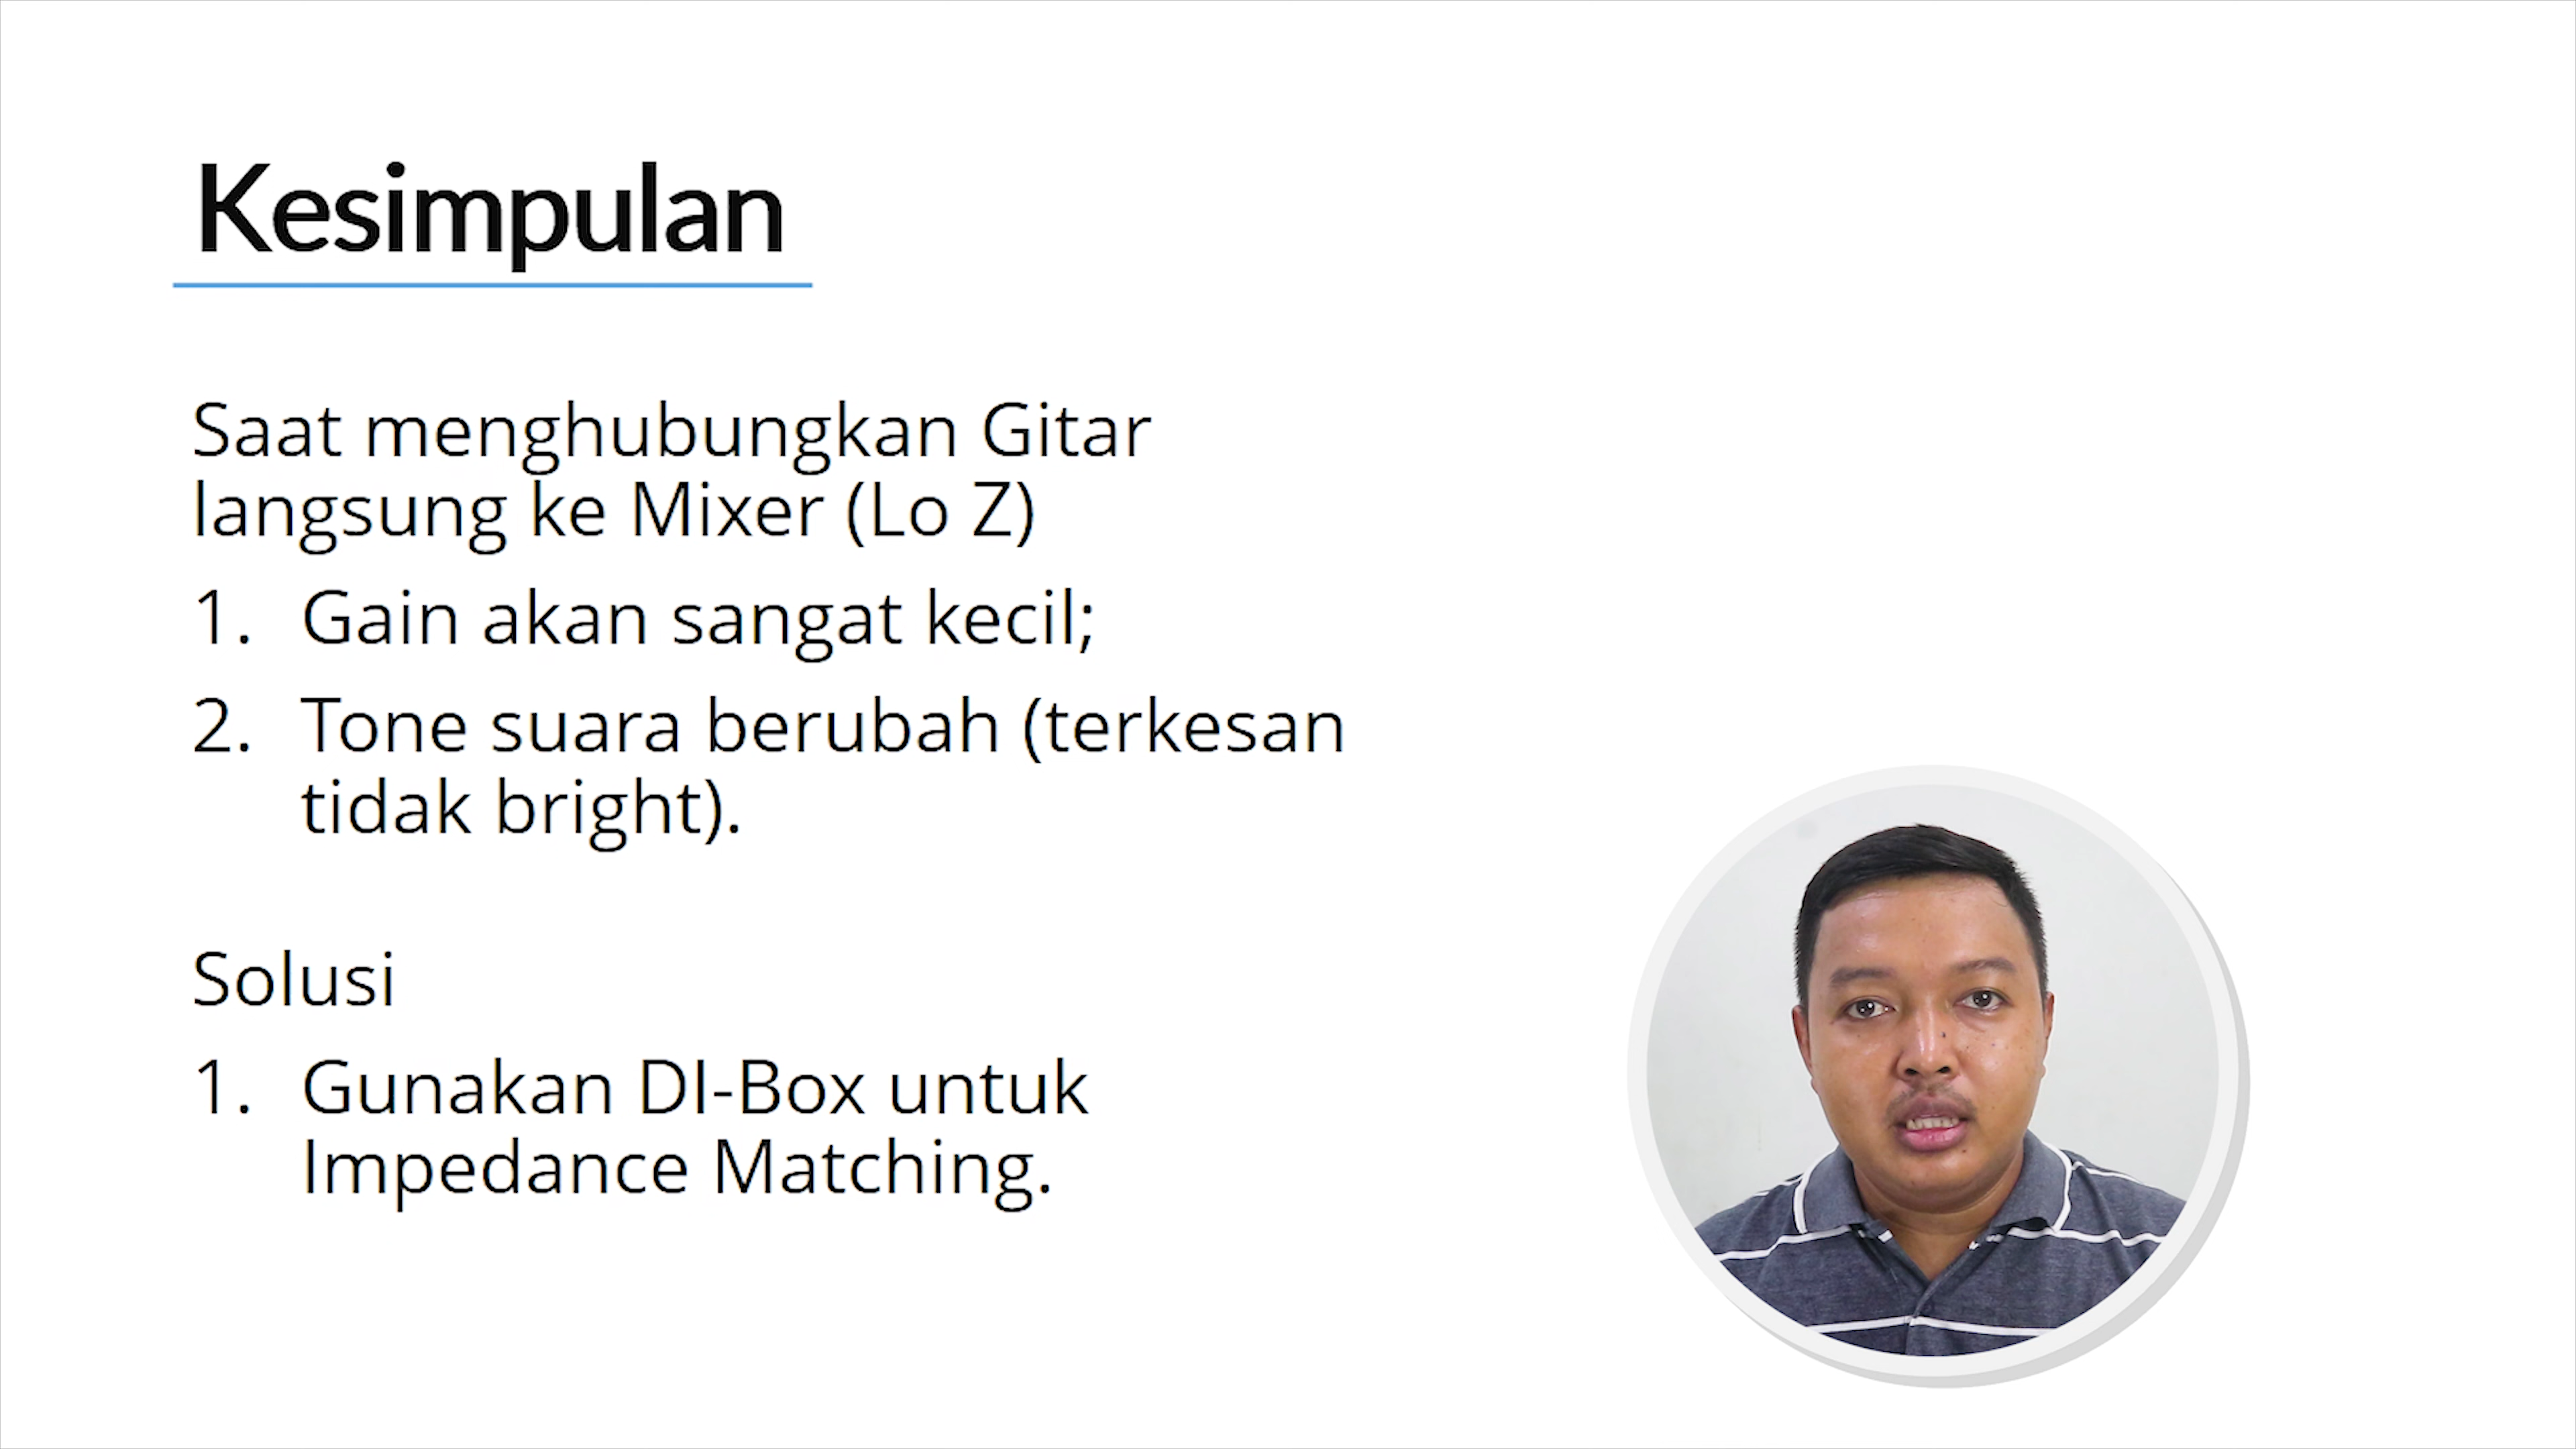 Kesimpulan
Saat menghubungkan Gitar
langsung ke Mixer (Lo Z)
1. Gain akan sangat kecil;
2. Tone suara berubah (terkesan
tidak bright).
Solusi
1. Gunakan DI-Box untuk
Impedance Matching.